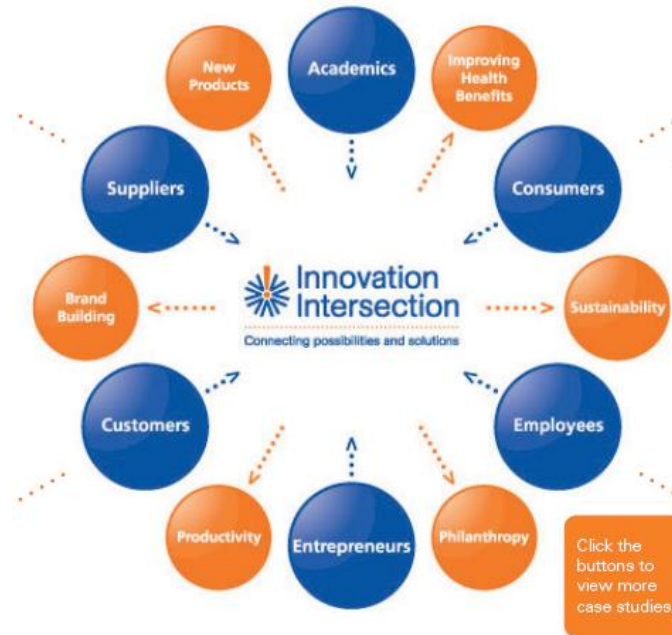 New
Products
Academics
Improving
Health
Benefits
Suppliers
Consumers
Brand
Building
Innovation
Intersection
Connecting possibilities and solutions
Sustainability
Customers
Employees
Productivity
Entrepreneurs
Philanthropy
Click the
buttons to
view more
case studies